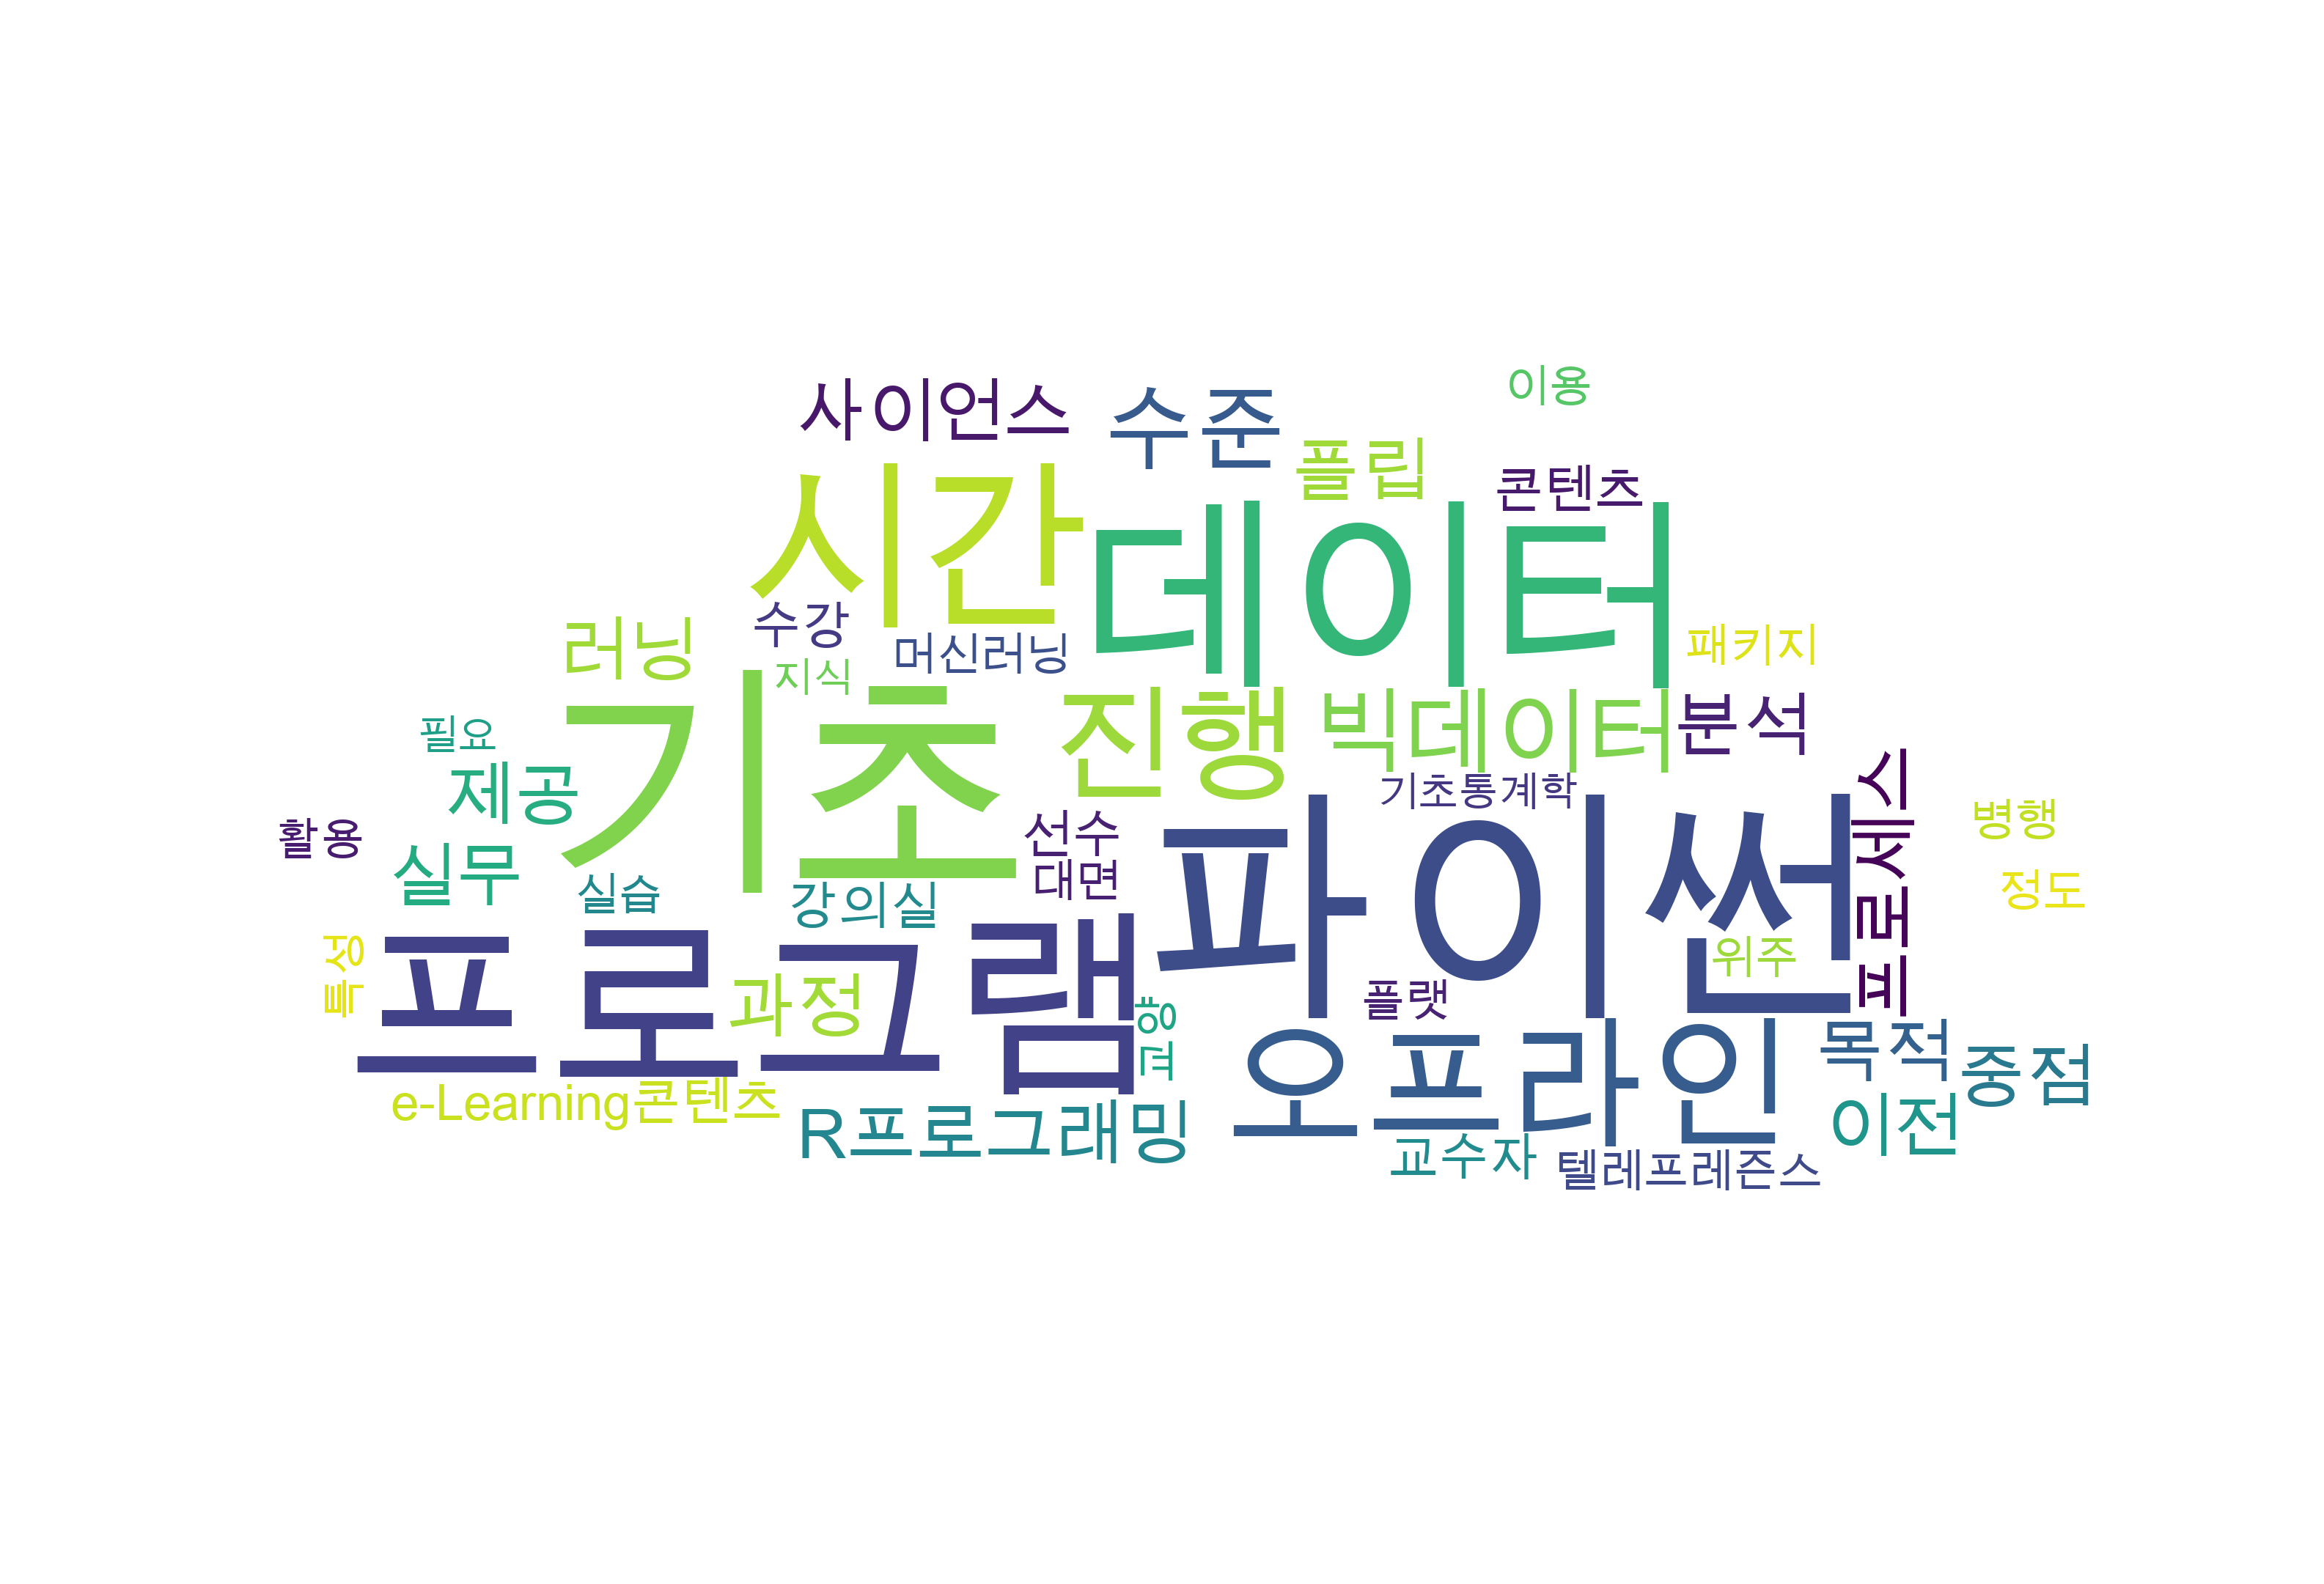 이용
사이언스
수준
플립
콘텐츠
시간
데이터
러닝
수강
머신러닝
지식
패키지
필요
기초
진행
빅데이터
분석
제공
기초통계학
활용
선수
파이썬
프로세스
병행
실무
실습
강의실
대면
정도
특성
프로그램
과정
고향
플랫
위주
오프라인
목적
중점
e-Learning콘텐츠
R프로그래밍
교수자
텔레프레즌스
이전